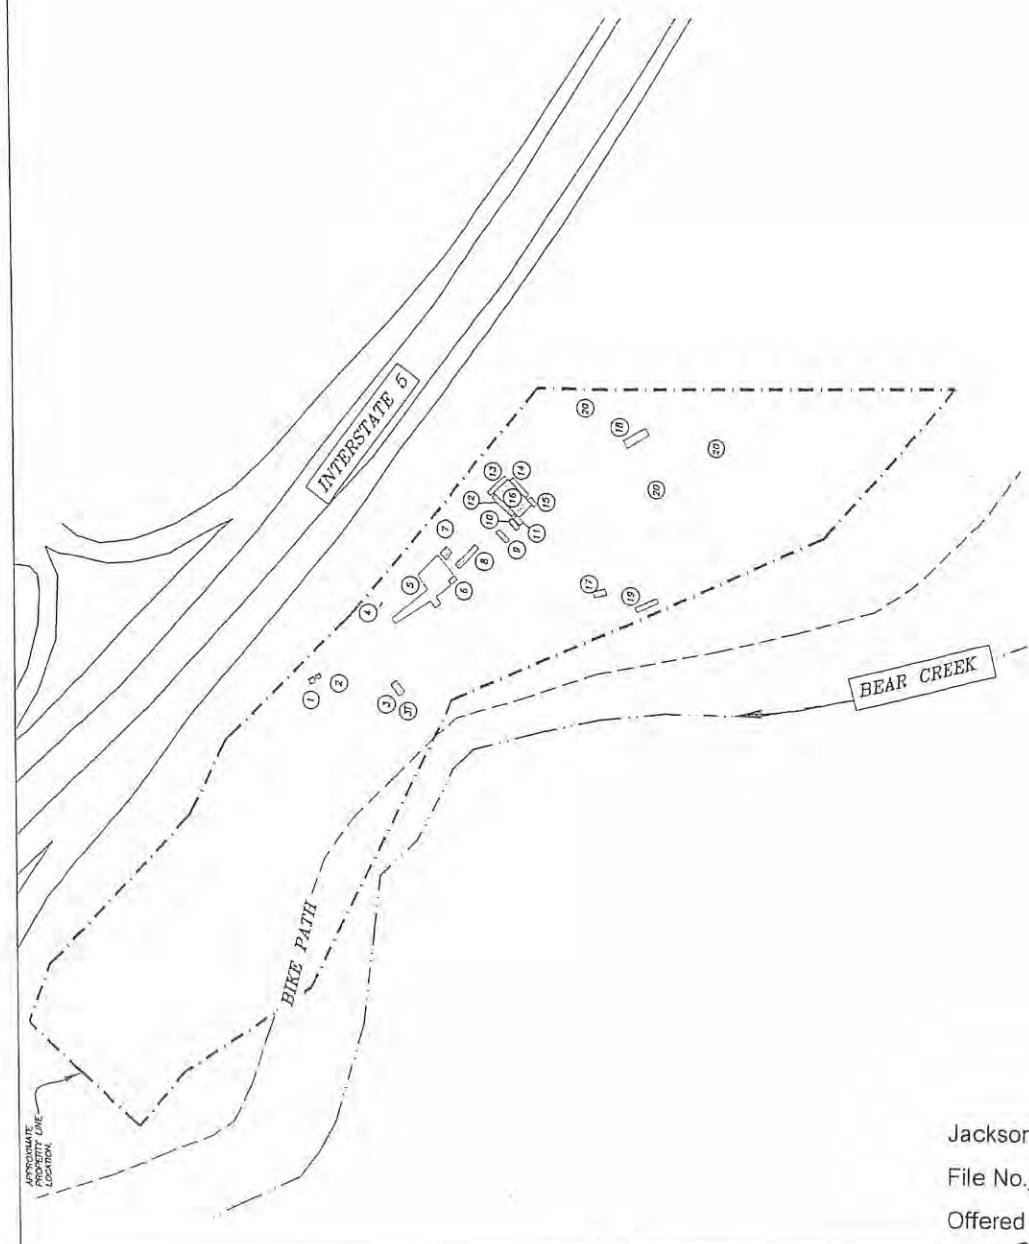 INTERSTATE 5
20
18
20
20
13
14
12
16
15
10
11
7
9
8
5
6
4
17
19
1
2
3
31
BEAR CREEK
BIKE PATH
APPROXIMATE
PROPERTY LINE
LOCATION.
Jackson
File No.
Offered